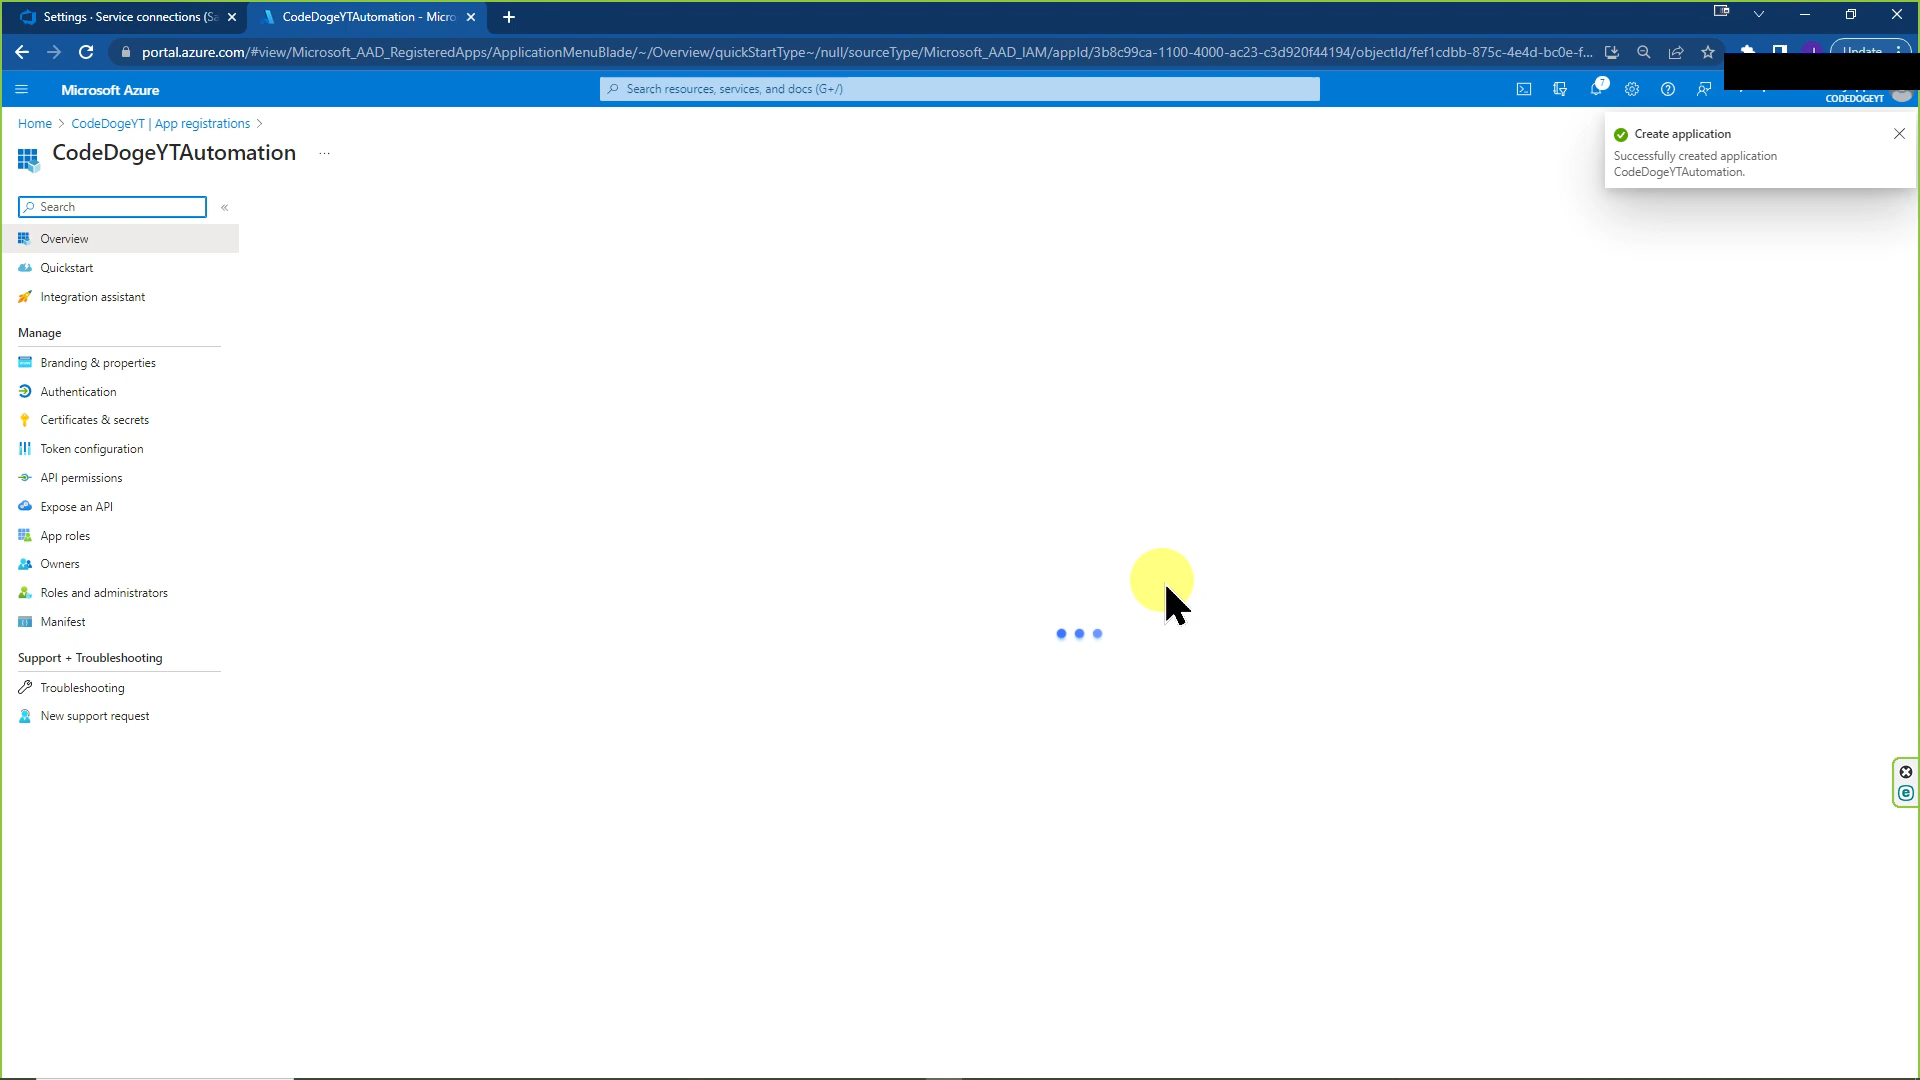 Settings · Service connections (Sa
CodeDogeYTAutomation - Micro
portal.azure.com/#view/Microsoft_AAD_RegisteredApps/ApplicationMenuBlade/~/Overview/quickStartType~/null/sourceType/Microsoft_AAD_IAM/appId/3b8c99ca-1100-4000-ac23-c3d920f44194/objectId/fef1cdbb-875c-4e4d-bc0e-f...
Update
Microsoft Azure
Search resources, services, and docs (G+/)
7
CODEDOGEYT
Home > CodeDogeYT | App registrations >
CodeDogeYTAutomation ...
Create application
Successfully created application
CodeDogeYTAutomation.
Search «
Overview
Quickstart
Integration assistant
Manage
Branding & properties
Authentication
Certificates & secrets
Token configuration
API permissions
Expose an API
App roles
Owners
Roles and administrators
Manifest
Support + Troubleshooting
Troubleshooting
New support request